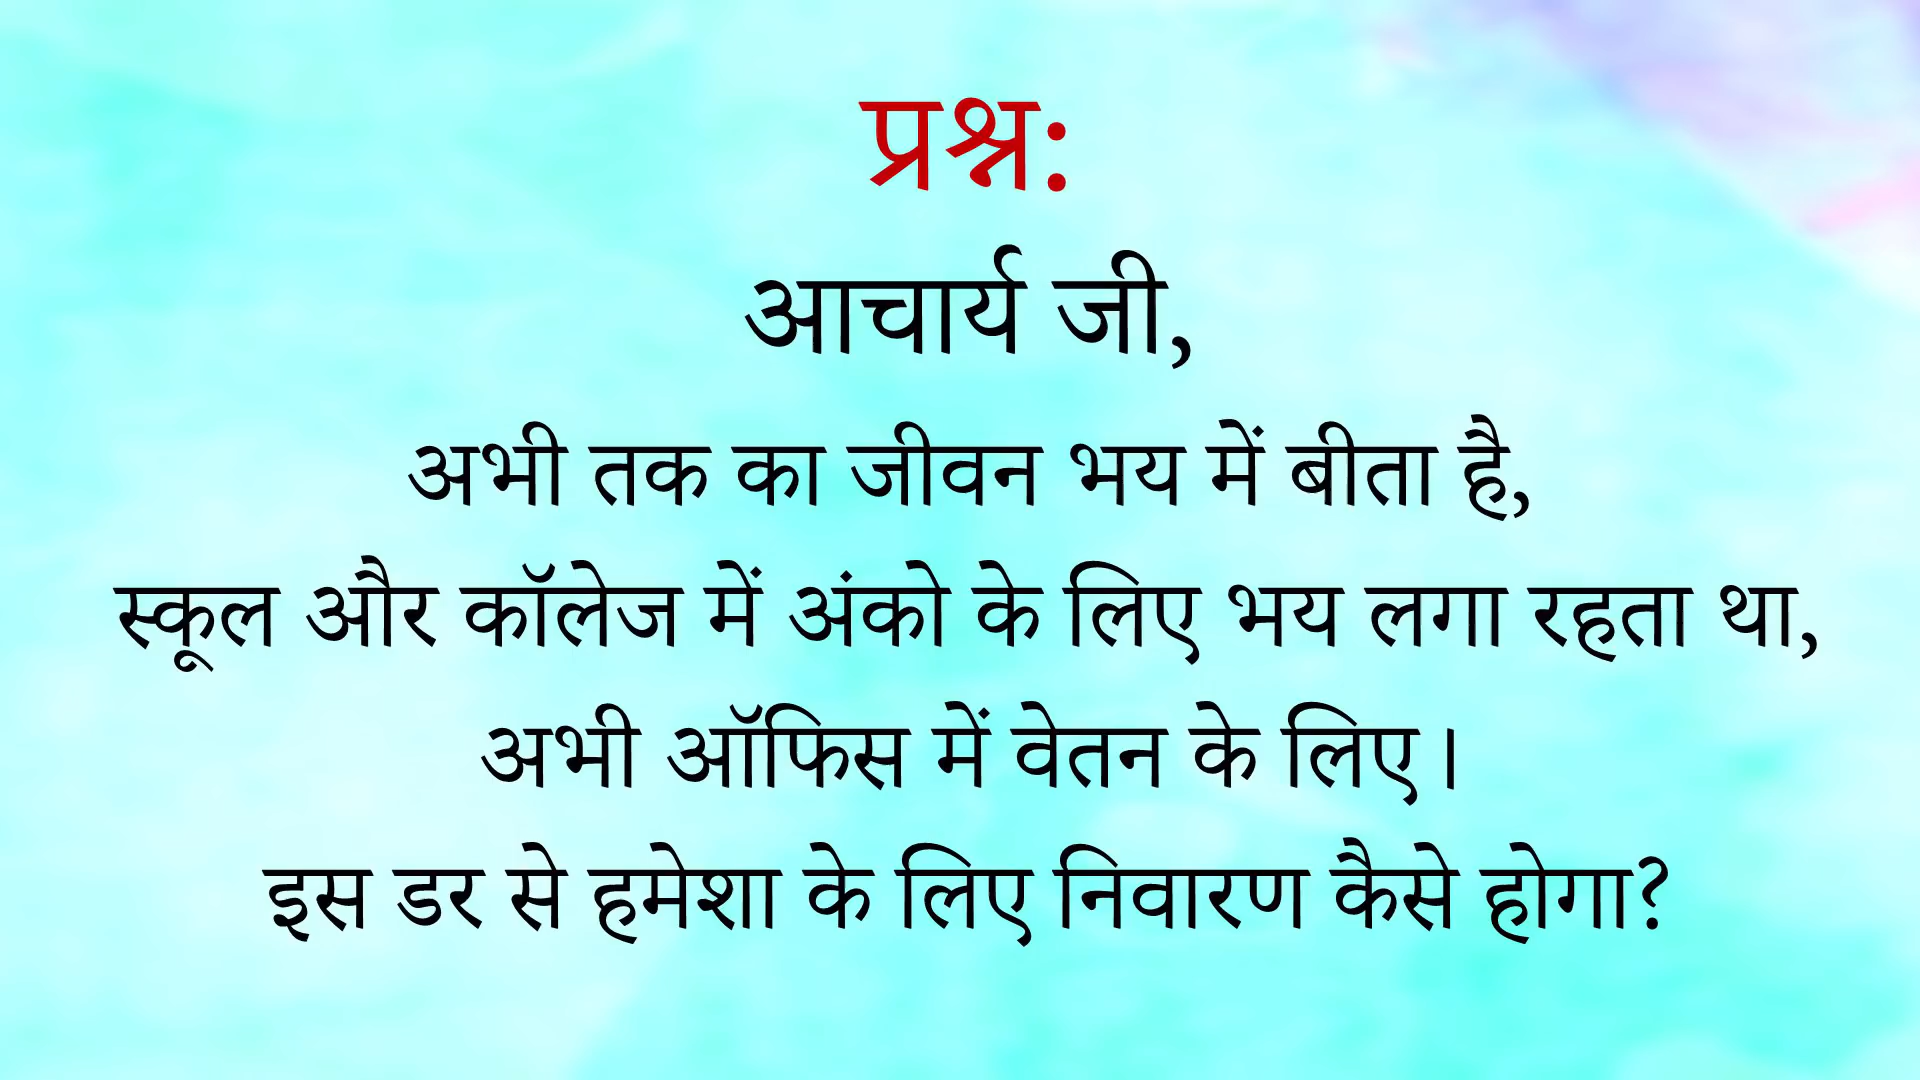 प्रश्न:
आचार्य जी,
अभी तक का जीवन भय में बीता है,
स्कूल और कॉलेज में अंको के लिए भय लगा रहता था,
अभी ऑफिस में वेतन के लिए।
इस डर से हमेशा के लिए निवारण कैसे होगा?